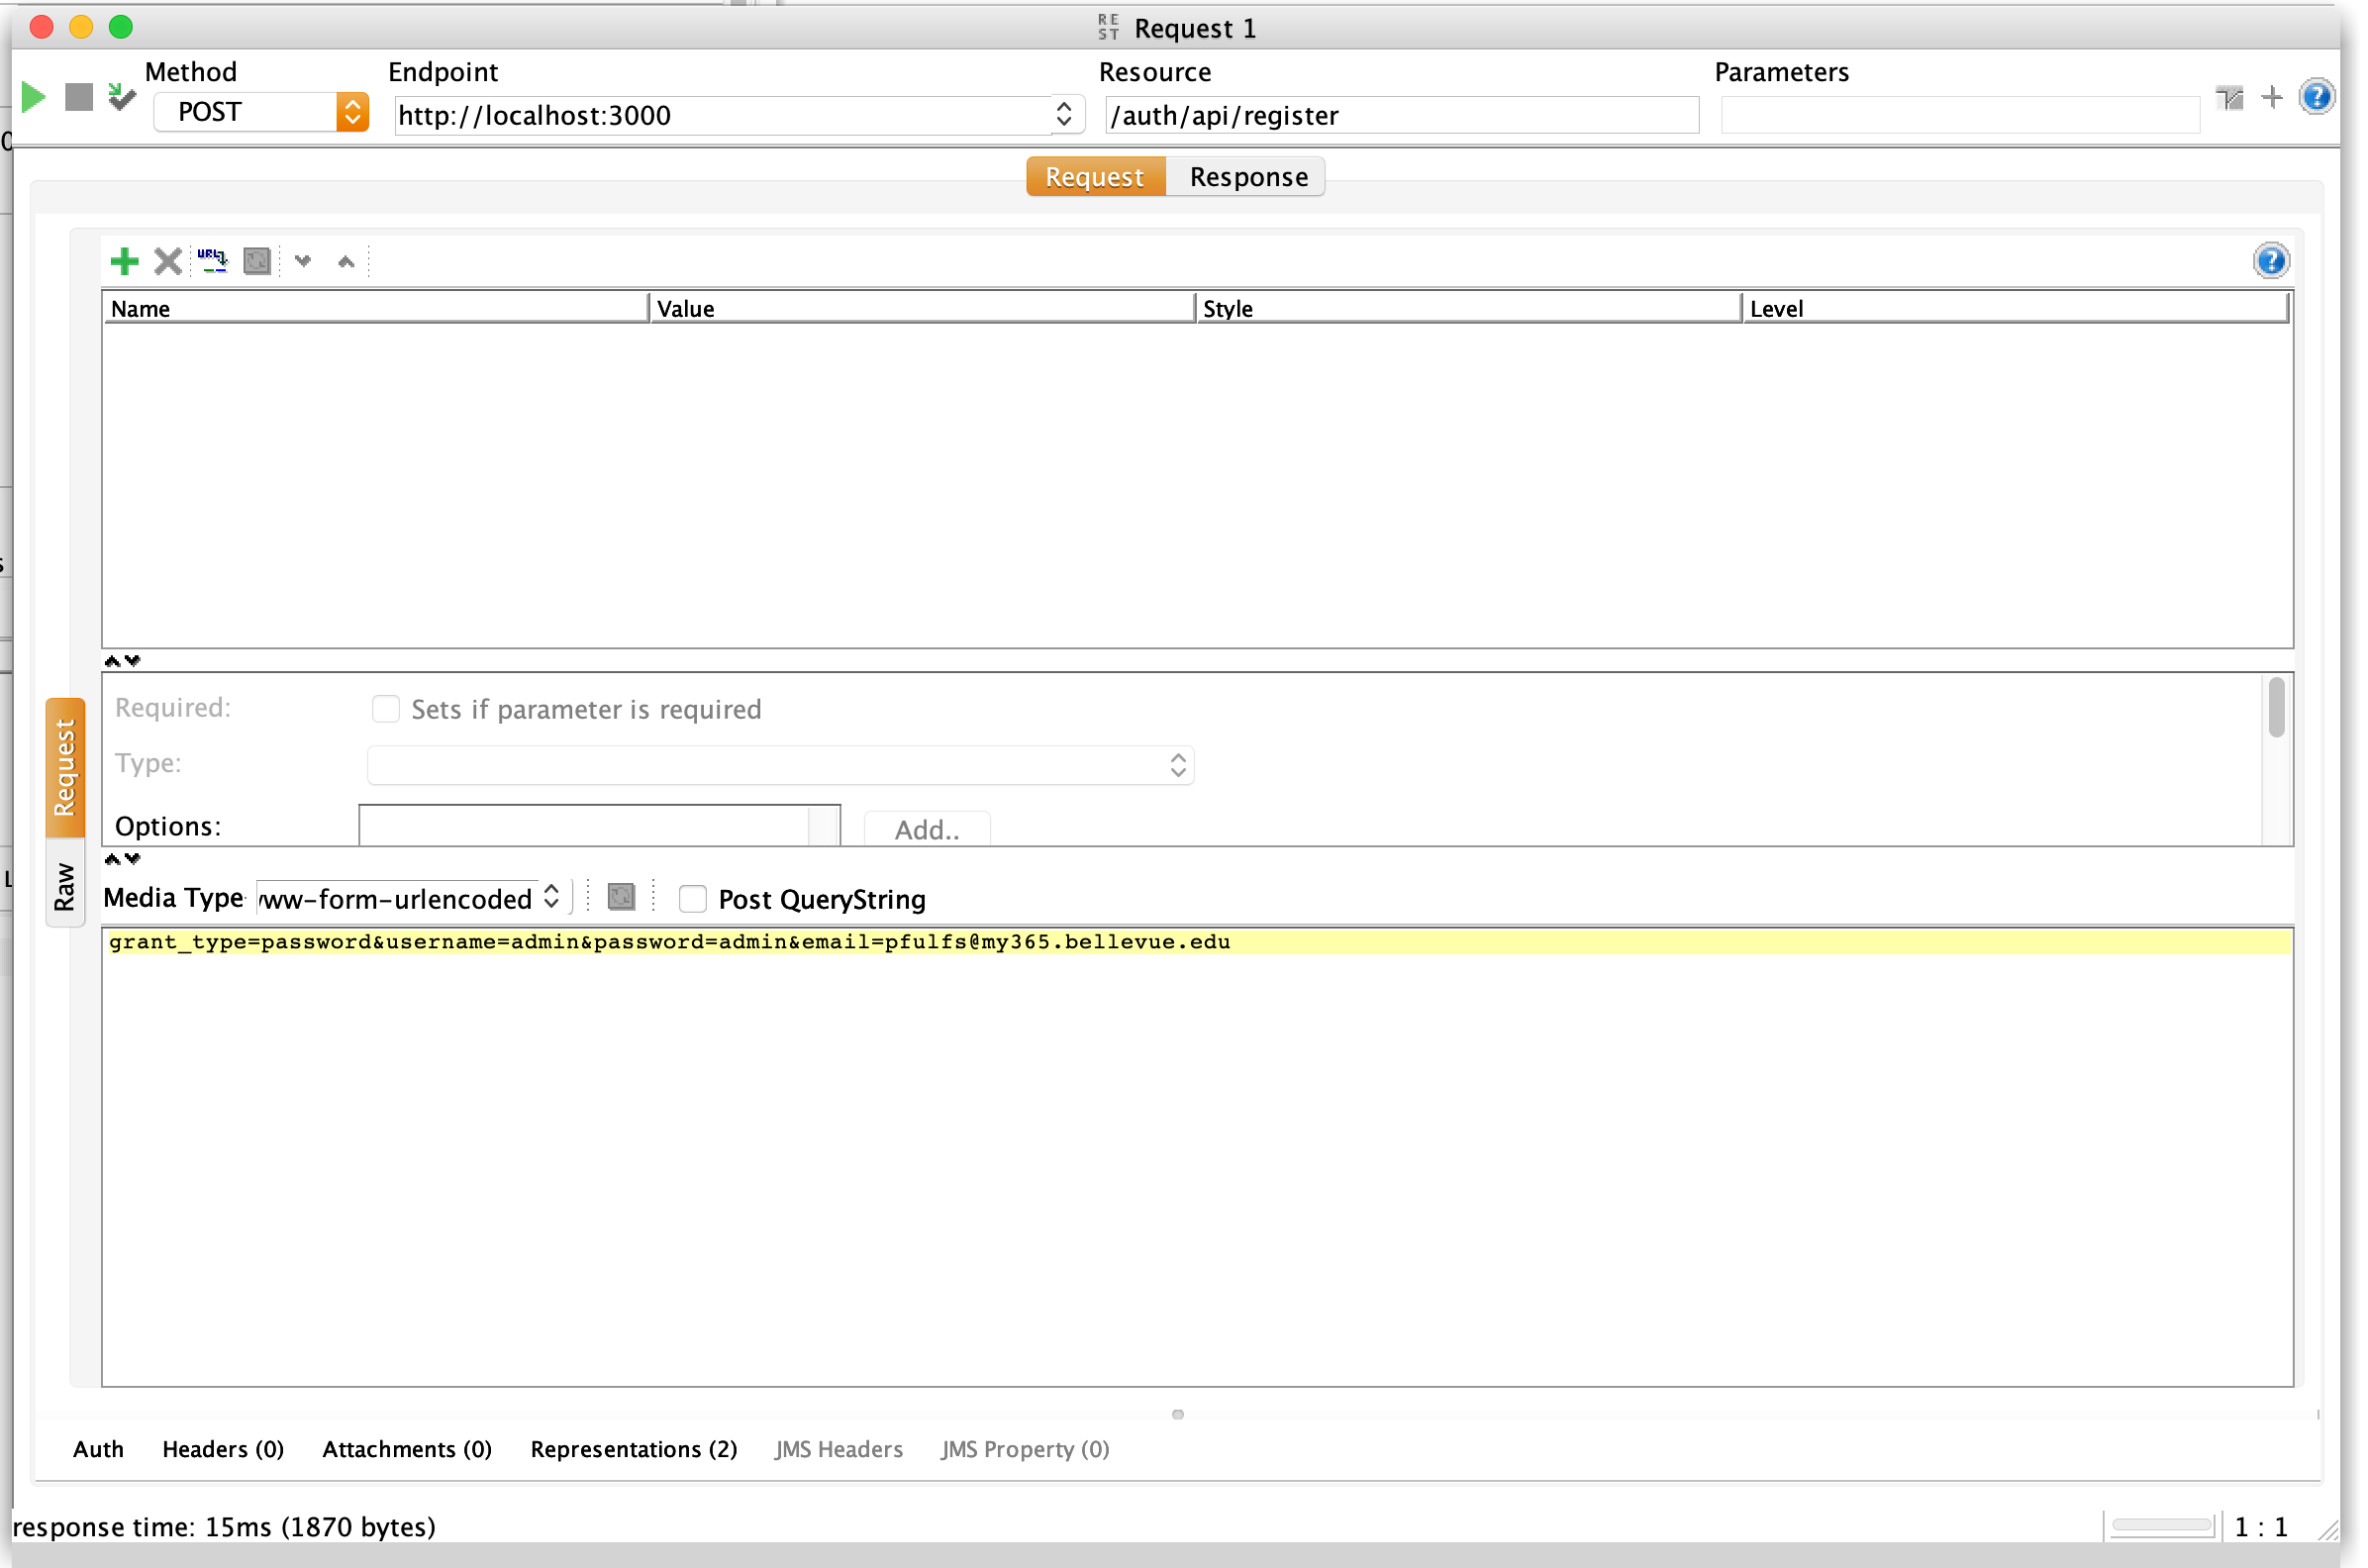 RE
ST Request 1
Method Endpoint Resource Parameters
POST http://localhost:3000 /auth/api/register
Request Response
URL
Name Value Style Level
Required: Sets if parameter is required
Type:
Options: Add..
Request
Raw
Media Type ww-form-urlencoded Post QueryString
grant_type=password&username=admin&password=admin&email=pfulfs@my365.bellevue.edu
Auth Headers (0) Attachments (0) Representations (2) JMS Headers JMS Property (0)
response time: 15ms (1870 bytes) 1 : 1